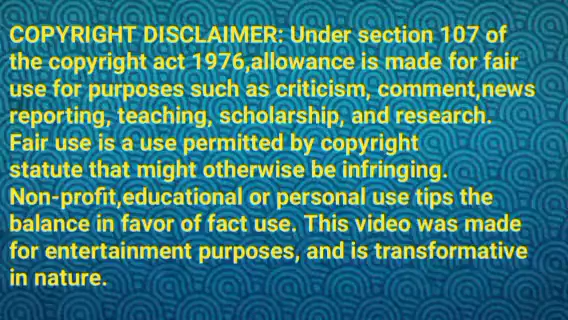 COPYRIGHT DISCLAIMER: Under section 107 of
the copyright act 1976,allowance is made for fair
use for purposes such as criticism, comment,news
reporting, teaching, scholarship, and research.
Fair use is a use permitted by copyright
statute that might otherwise be infringing.
Non-profit,educational or personal use tips the
balance in favor of fact use. This video was made
for entertainment purposes, and is transformative
in nature.